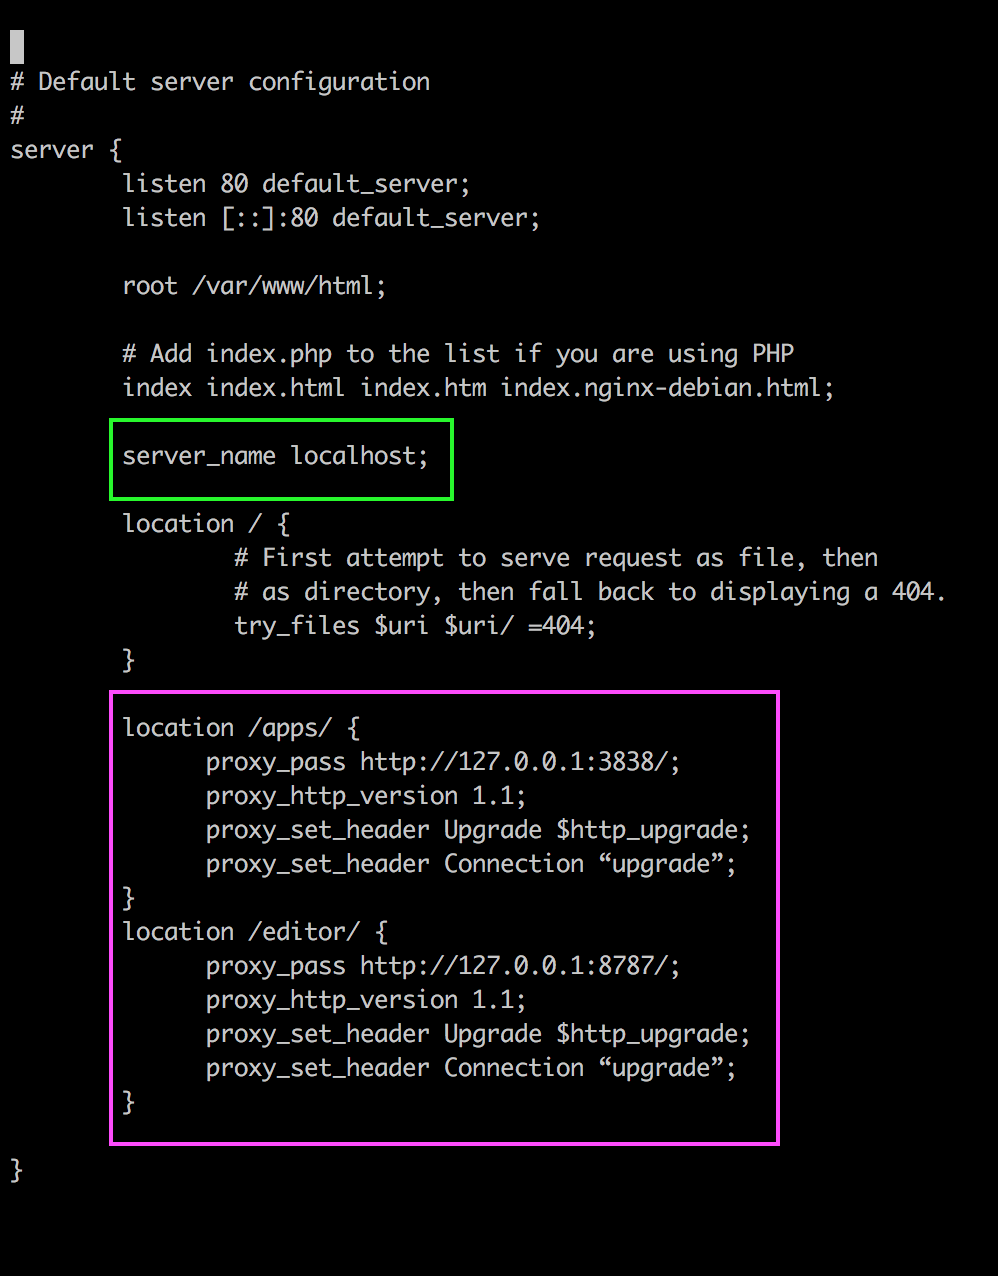 # Default server configuration
#
server {
listen 80 default_server;
listen [::]:80 default_server;
root /var/www/html;
# Add index.php to the list if you are using PHP
index index.html index.htm index.nginx-debian.html;
server_name localhost;
location / {
# First attempt to serve request as file, then
# as directory, then fall back to displaying a 404.
try_files $uri $uri/ =404;
}
location /apps/ {
proxy_pass http://127.0.0.1:3838/;
proxy_http_version 1.1;
proxy_set_header Upgrade $http_upgrade;
proxy_set_header Connection “upgrade”;
}
location /editor/ {
proxy_pass http://127.0.0.1:8787/;
proxy_http_version 1.1;
proxy_set_header Upgrade $http_upgrade;
proxy_set_header Connection “upgrade”;
}
}